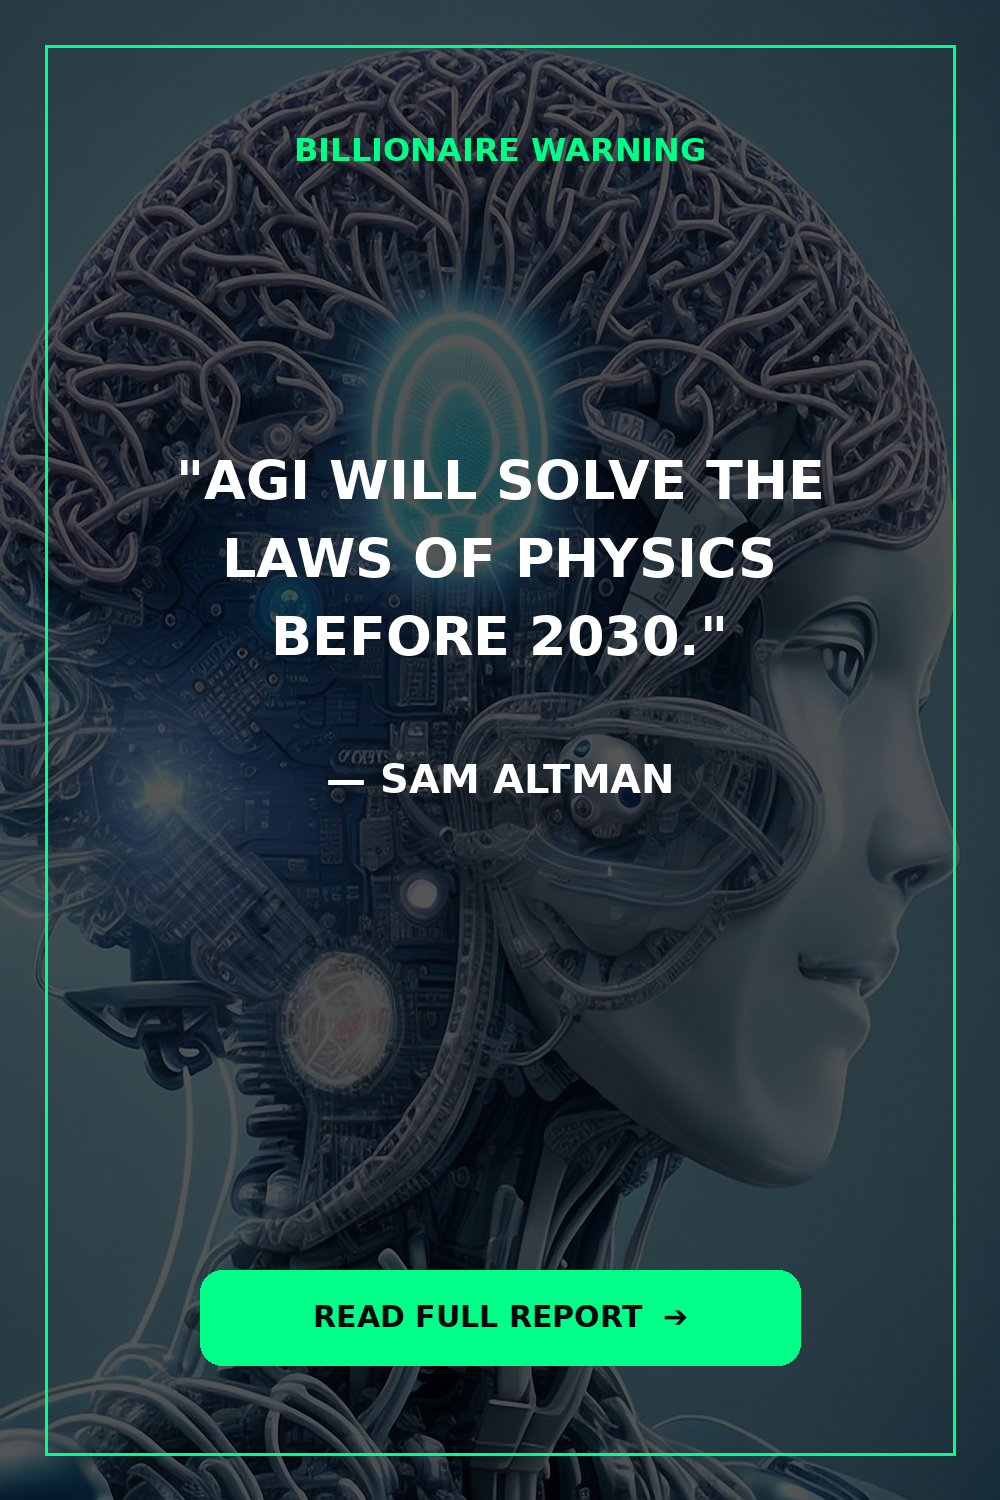 BILLIONAIRE WARNING
"AGI WILL SOLVE THE
LAWS OF PHYSICS
BEFORE 2030."
— SAM ALTMAN
READ FULL REPORT ➔